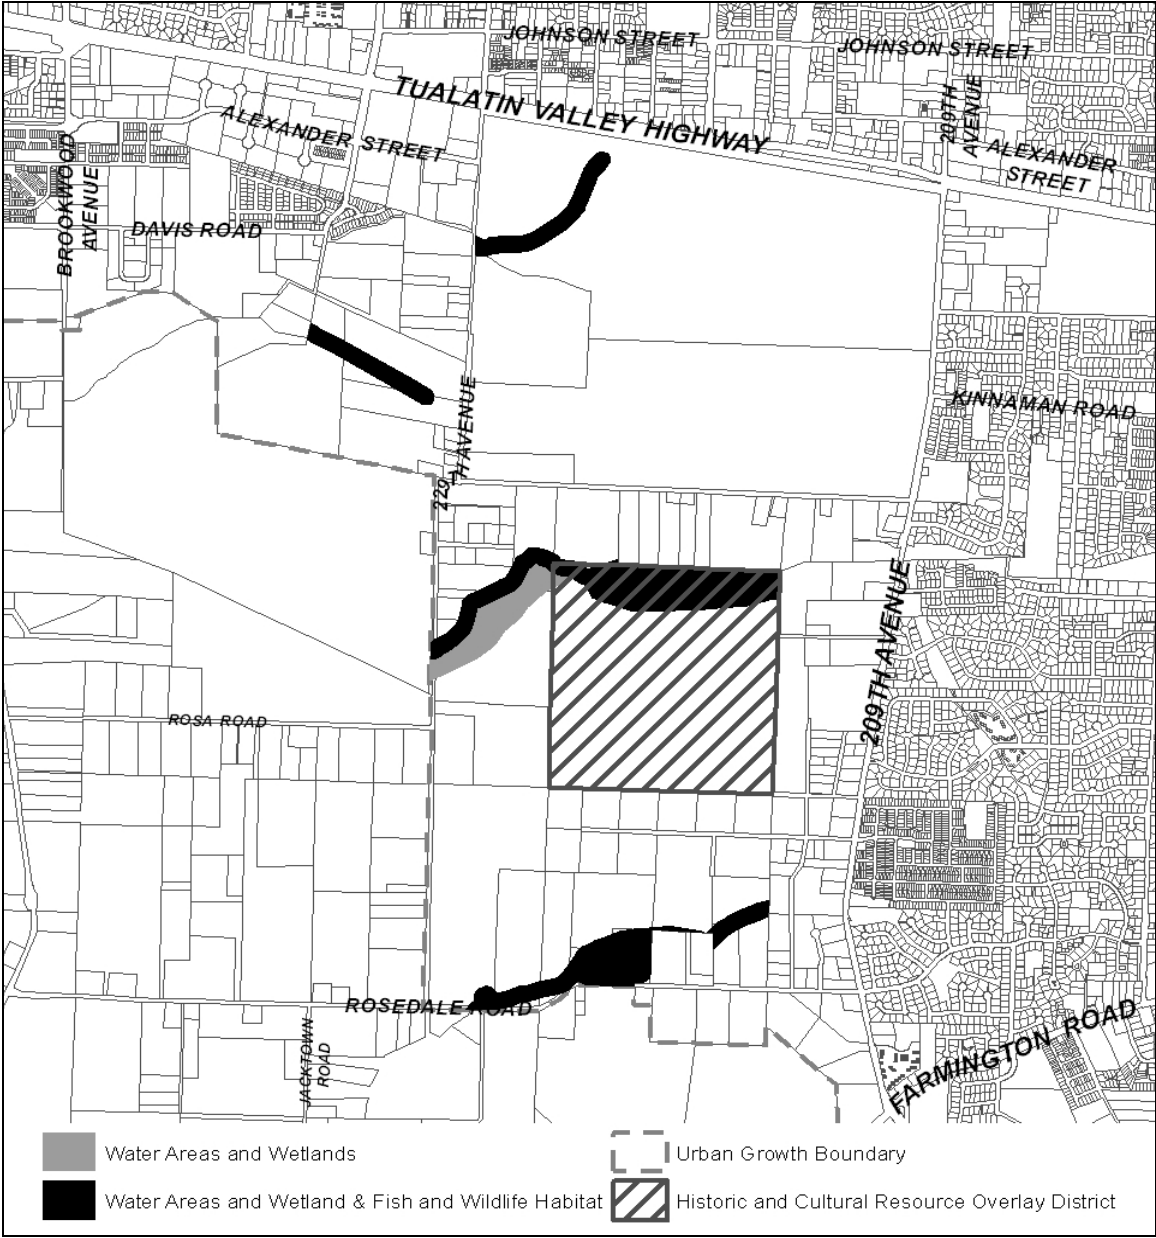 JOHNSON STREET
JOHNSON STREET
TUALATIN VALLEY HIGHWAY
209TH
AVENUE
ALEXANDER STREET
ALEXANDER
STREET
BROOKWOOD
AVENUE
DAVIS ROAD
KINNAMAN ROAD
229TH AVENUE
209TH AVENUE
ROSA ROAD
ROSEDALE ROAD
JACKTOWN
ROAD
FARMINGTON ROAD
Water Areas and Wetlands
Urban Growth Boundary
Water Areas and Wetland & Fish and Wildlife Habitat
Historic and Cultural Resource Overlay District